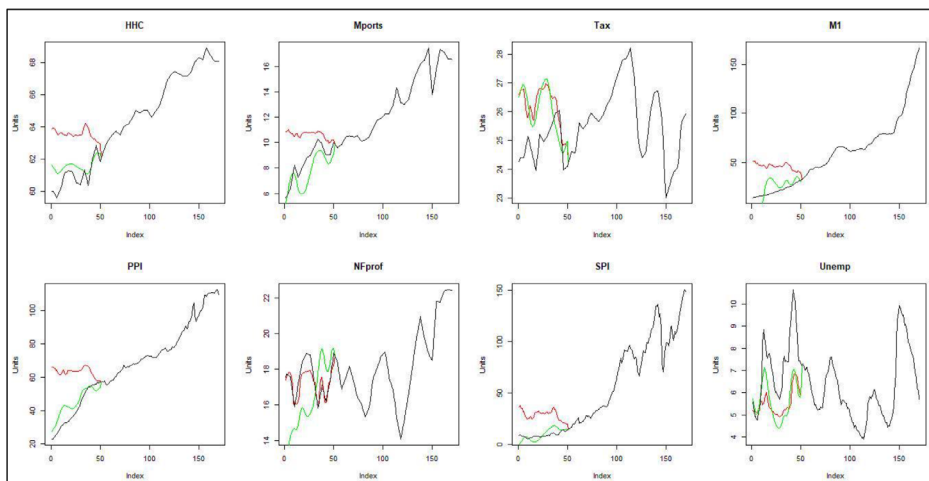 HHC
Units
60 62 64 66 68
0 50 100 150
Index
Mports
Units
6 8 10 12 14 16
0 50 100 150
Index
Tax
Units
23 24 25 26 27 28
0 50 100 150
Index
M1
Units
50 100 150
0 50 100 150
Index
PPI
Units
20 40 60 80 100
0 50 100 150
Index
NFprof
Units
14 16 18 20 22
0 50 100 150
Index
SPI
Units
0 50 100 150
0 50 100 150
Index
Unemp
Units
4 5 6 7 8 9 10
0 50 100 150
Index